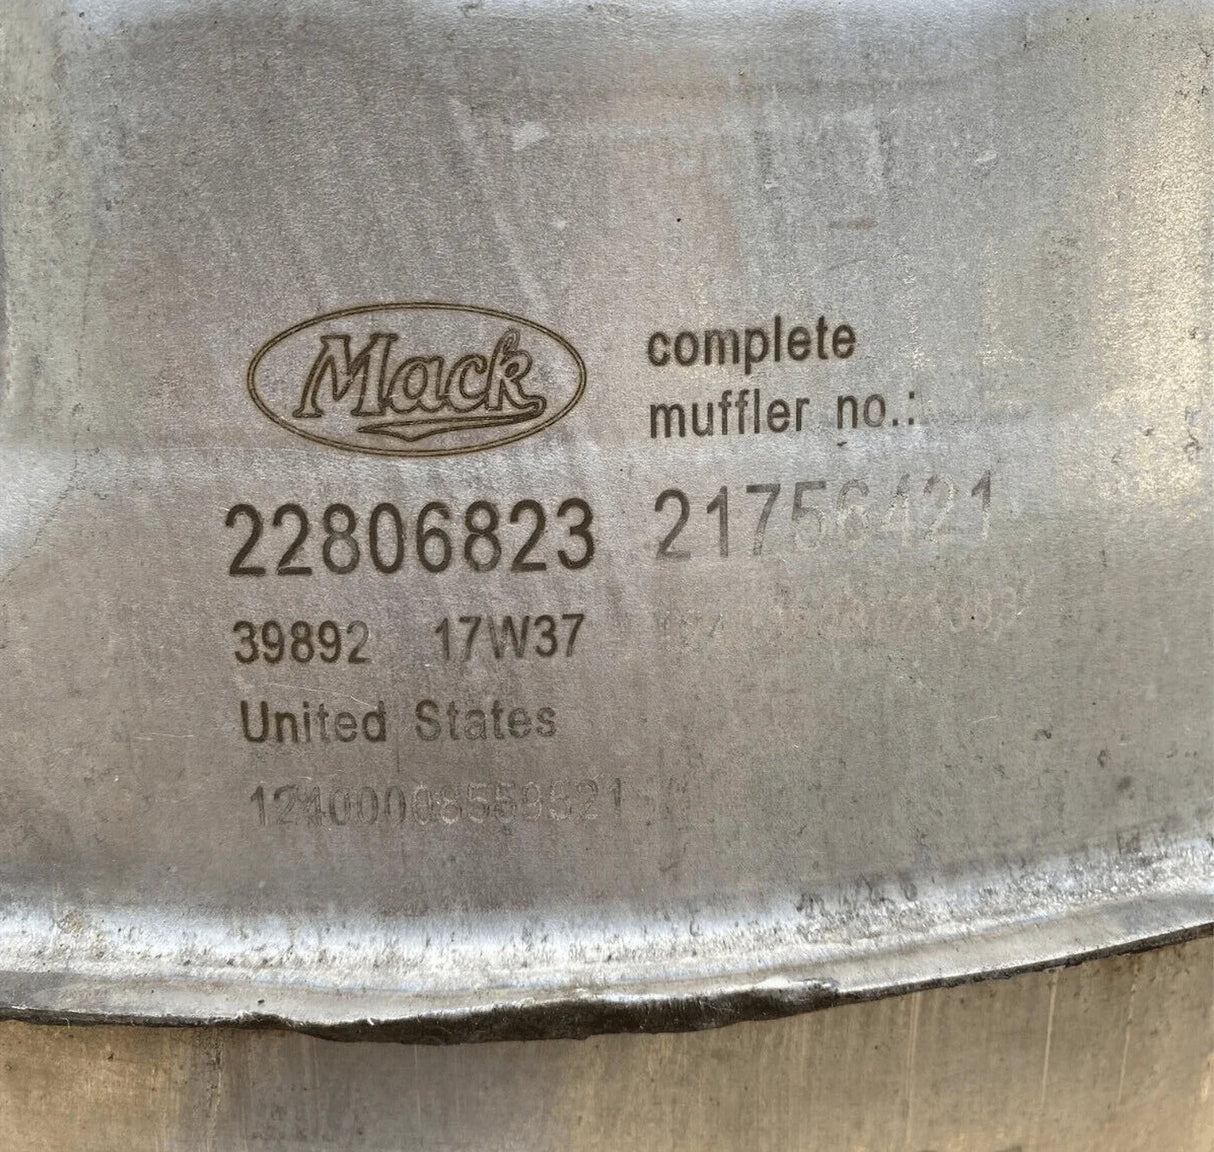 Mack
22806823
39892 17W37
United States
complete
muffler no.:
21756421